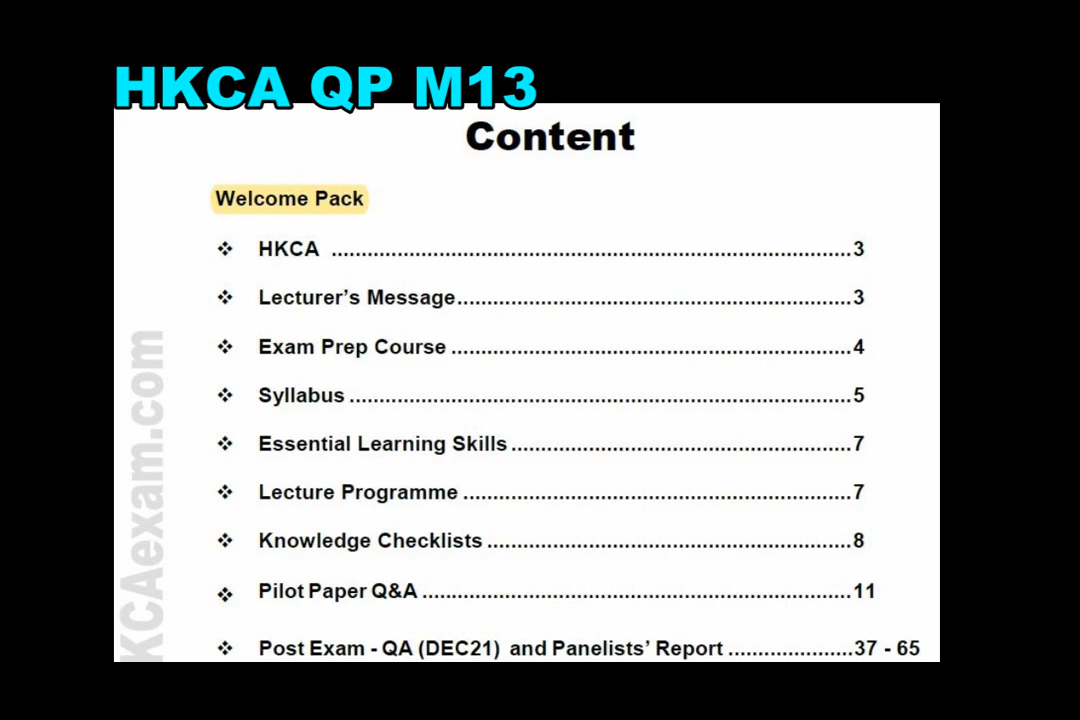 HKCA QP M13
Content
Welcome Pack
❖ HKCA ........................................................................................3
❖ Lecturer's Message...................................................................3
❖ Exam Prep Course ....................................................................4
❖ Syllabus .....................................................................................5
❖ Essential Learning Skills ..........................................................7
❖ Lecture Programme ..................................................................7
❖ Knowledge Checklists ..............................................................8
❖ Pilot Paper Q&A .........................................................................11
❖ Post Exam - QA (DEC21) and Panelists' Report .....................37 - 65
KCAexam.com